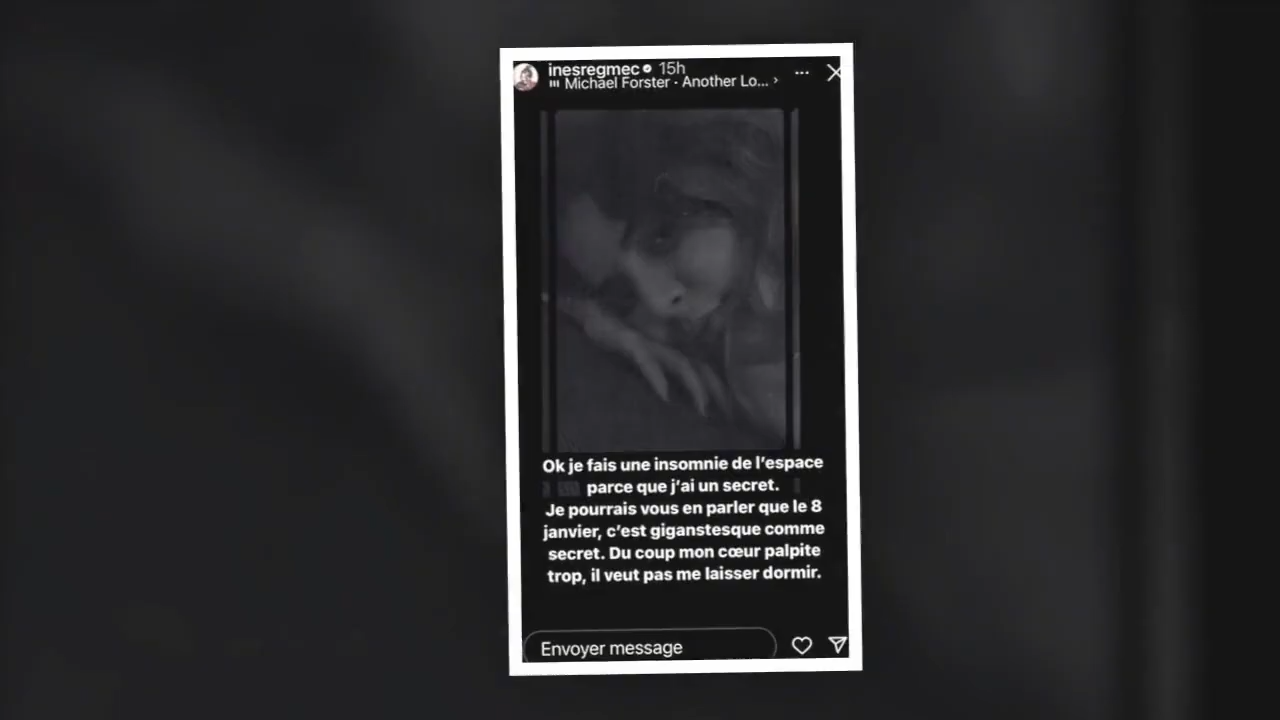 inesregmec 15h
Michael Forster · Another Lo... >
Ok je fais une insomnie de l'espace
parce que j'ai un secret.
Je pourrais vous en parler que le 8
janvier, c'est giganstesque comme
secret. Du coup mon cœur palpite
trop, il veut pas me laisser dormir.
Envoyer message